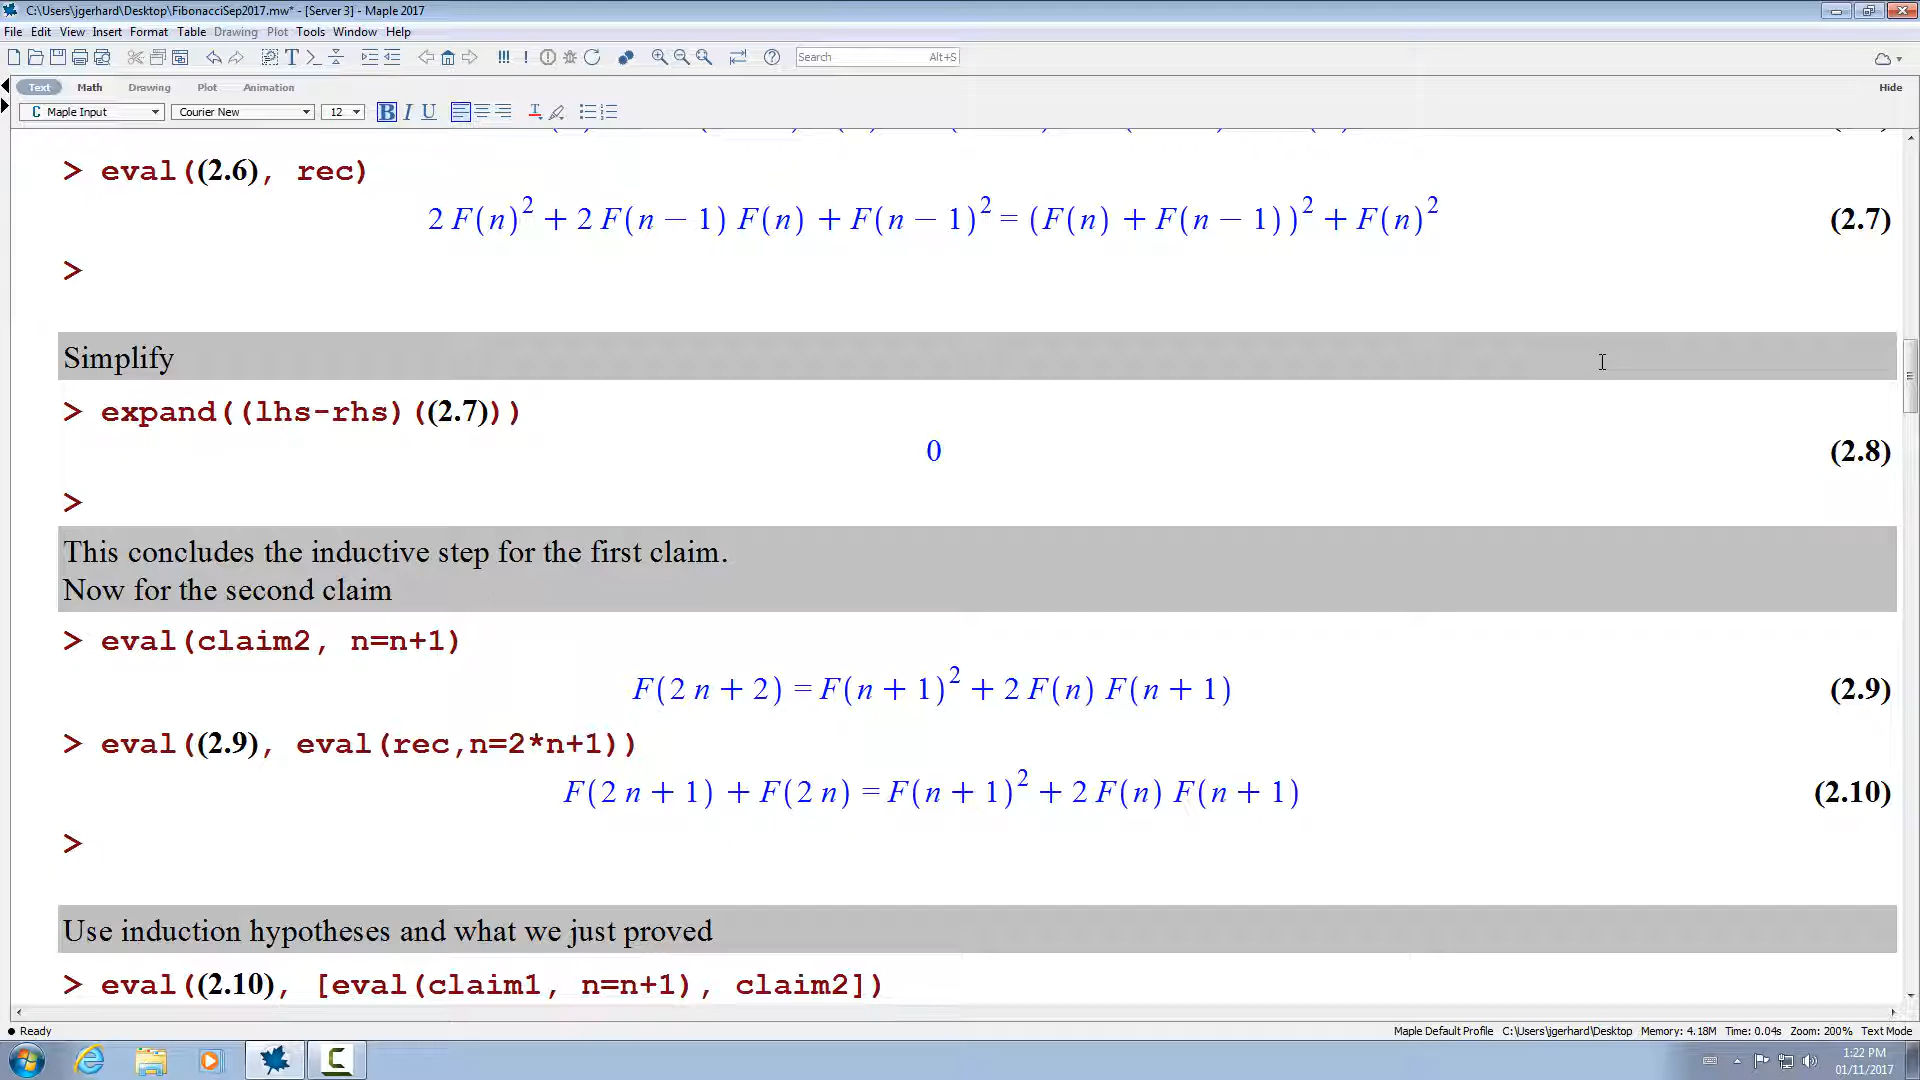 C:\Users\jgerhard\Desktop\FibonacciSep2017.mw* - [Server 3] - Maple 2017
File Edit View Insert Format Table Drawing Plot Tools Window Help
Search Alt+S
Text Math Drawing Plot Animation Hide
C Maple Input Courier New 12 B I U
> eval((2.6), rec)
2 F(n)² + 2 F(n − 1) F(n) + F(n − 1)² = (F(n) + F(n − 1))² + F(n)² (2.7)
>
Simplify
> expand((lhs-rhs)((2.7)))
0 (2.8)
>
This concludes the inductive step for the first claim.
Now for the second claim
> eval(claim2, n=n+1)
F(2 n + 2) = F(n + 1)² + 2 F(n) F(n + 1) (2.9)
> eval((2.9), eval(rec,n=2*n+1))
F(2 n + 1) + F(2 n) = F(n + 1)² + 2 F(n) F(n + 1) (2.10)
>
Use induction hypotheses and what we just proved
> eval((2.10), [eval(claim1, n=n+1), claim2])
Ready Maple Default Profile C:\Users\jgerhard\Desktop Memory: 4.18M Time: 0.04s Zoom: 200% Text Mode
1:22 PM
01/11/2017